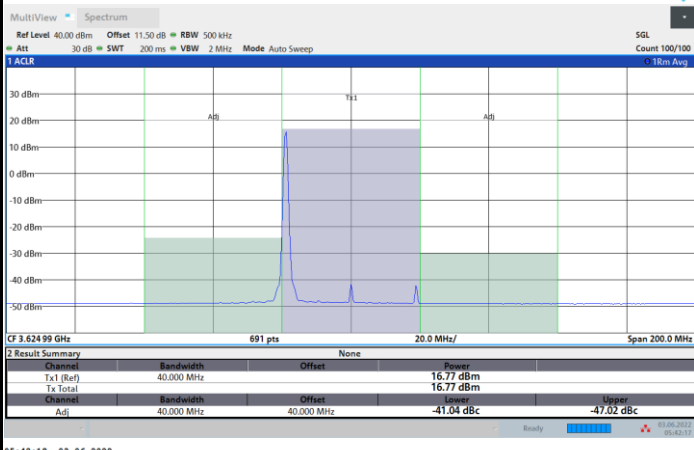 MultiView Spectrum
Ref Level 40.00 dBm Offset 11.50 dB RBW 500 kHz SGL
Att 30 dB SWT 200 ms VBW 2 MHz Mode Auto Sweep Count 100/100
1 ACLR 1Rm Avg
30 dBm
Tx1
20 dBm
Adj
Adj
10 dBm
0 dBm
-10 dBm
-20 dBm
-30 dBm
-40 dBm
-50 dBm
CF 3.62499 GHz 691 pts 20.0 MHz/ Span 200.0 MHz
2 Result Summary None
Channel Bandwidth Offset Power
Tx1 (Ref) 40.000 MHz 16.77 dBm
Tx Total 16.77 dBm
Channel Bandwidth Offset Lower Upper
Adj 40.000 MHz 40.000 MHz -41.04 dBc -47.02 dBc
Ready 03.06.2022
05:42:17